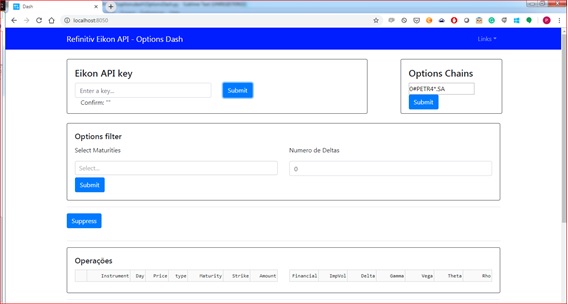 Dash
localhost:8050
P
Refinitiv Eikon API - Options Dash
Links
Eikon API key
Enter a key...
Submit
Confirm: ""
Options Chains
0#PETR4*.SA
Submit
Options filter
Select Maturities
Numero de Deltas
Select...
0
Submit
Suppress
Operações
Instrument Day Price type Maturity Strike Amount Financial ImpVol Delta Gamma Vega Theta Rho